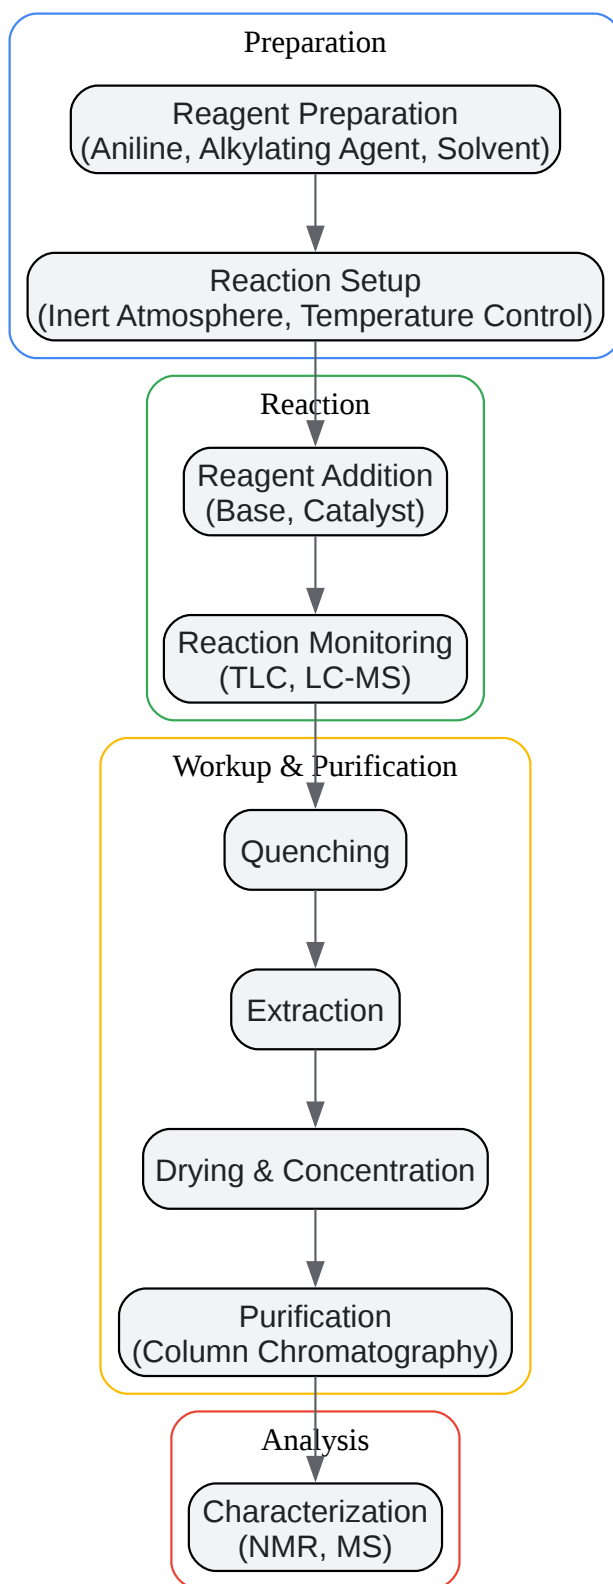 Preparation
Reagent Preparation
(Aniline, Alkylating Agent, Solvent)
Reaction Setup
(Inert Atmosphere, Temperature Control)
Reaction
Reagent Addition
(Base, Catalyst)
Reaction Monitoring
(TLC, LC-MS)
Workup & Purification
Quenching
Extraction
Drying & Concentration
Purification
(Column Chromatography)
Analysis
Characterization
(NMR, MS)